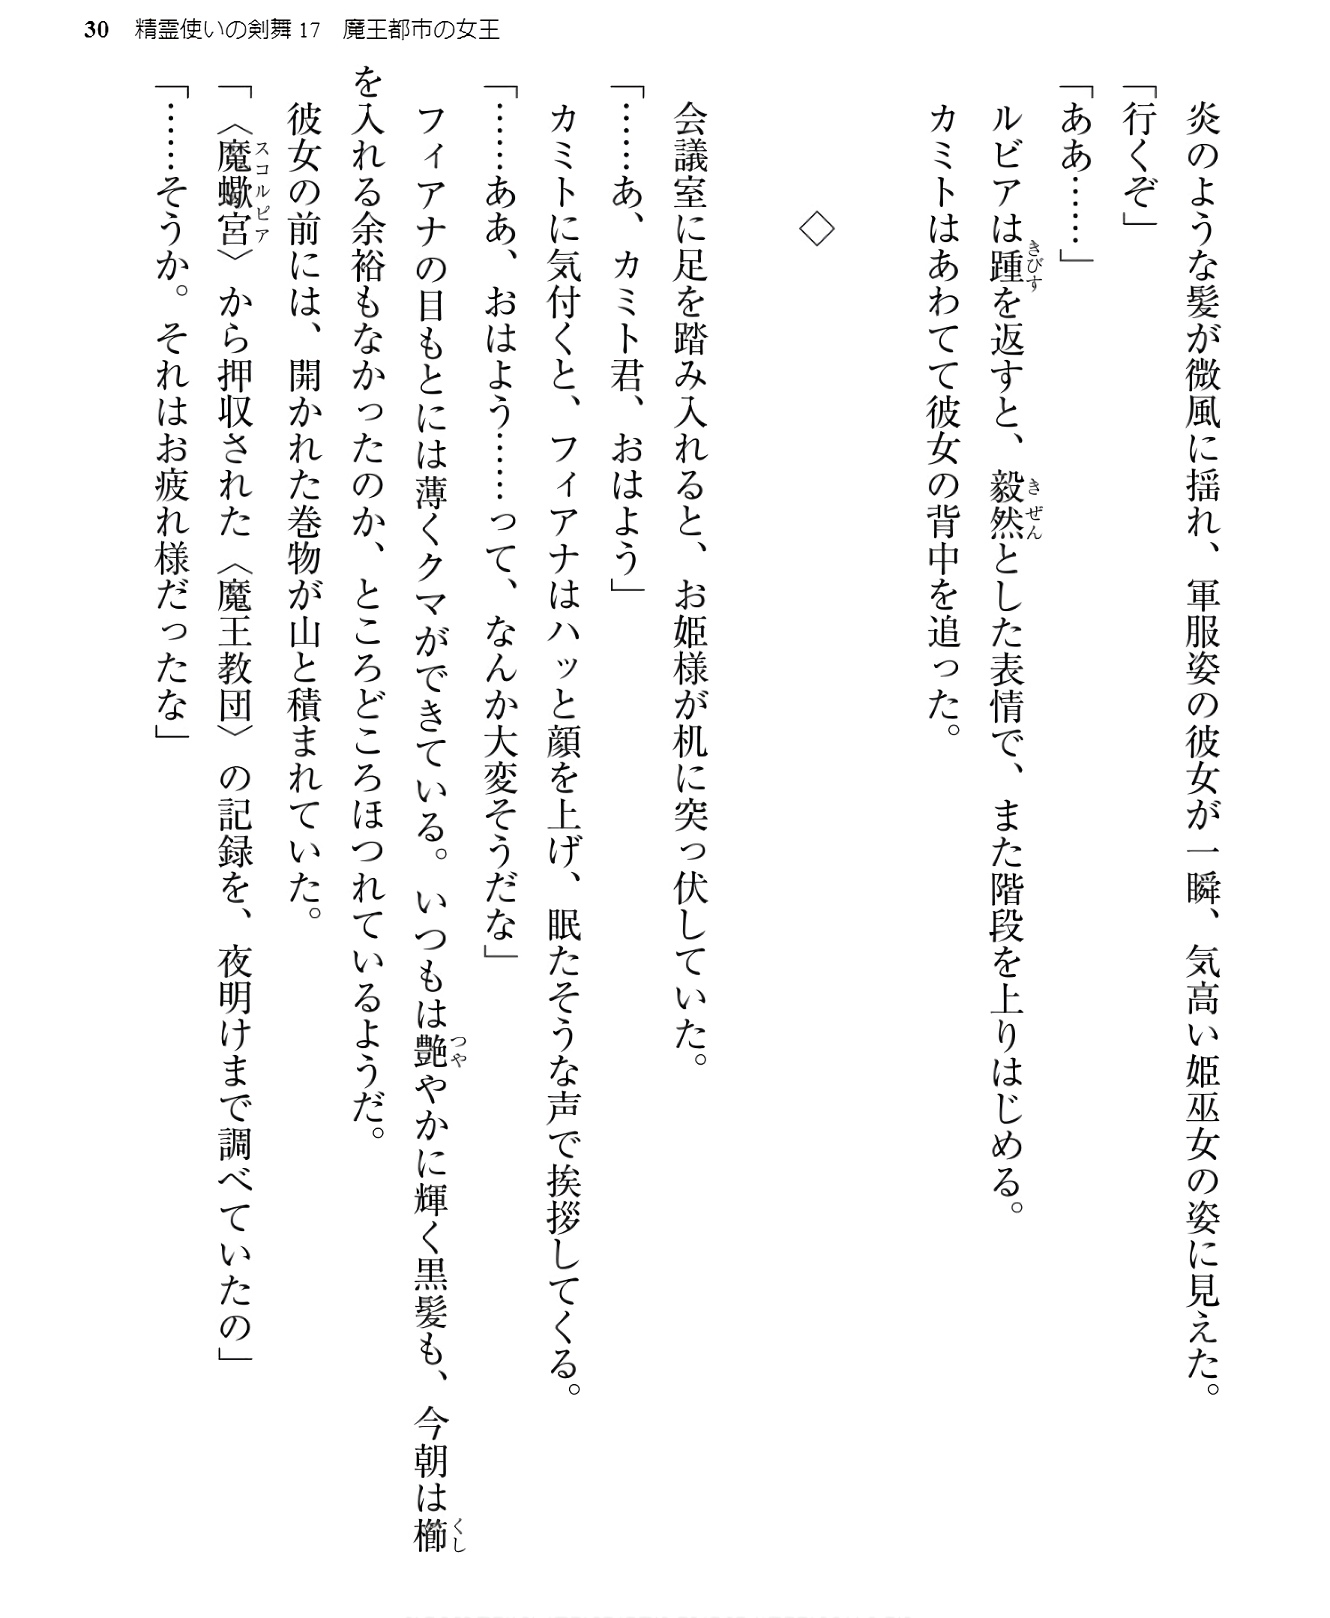 30 精霊使いの剣舞17 魔王都市の女王
炎のような髪が微風に揺れ、軍服姿の彼女が一瞬、気高い姫巫女の姿に見えた。
「行くぞ」
「ああ……」
ルビアは踵を返すと、毅然とした表情で、また階段を上りはじめる。
カミトはあわてて彼女の背中を追った。
◇
会議室に足を踏み入れると、お姫様が机に突っ伏していた。
「……あ、カミト君、おはよう」
カミトに気付くと、フィアナはハッと顔を上げ、眠たそうな声で挨拶してくる。
「……ああ、おはよう……って、なんか大変そうだな」
フィアナの目もとには薄くクマができている。いつもは艶やかに輝く黒髪も、今朝は櫛
を入れる余裕もなかったのか、ところどころほつれているようだ。
彼女の前には、開かれた巻物が山と積まれていた。
「〈魔蠍宮〉から押収された〈魔王教団〉の記録を、夜明けまで調べていたの」
「……そうか。それはお疲れ様だったな」